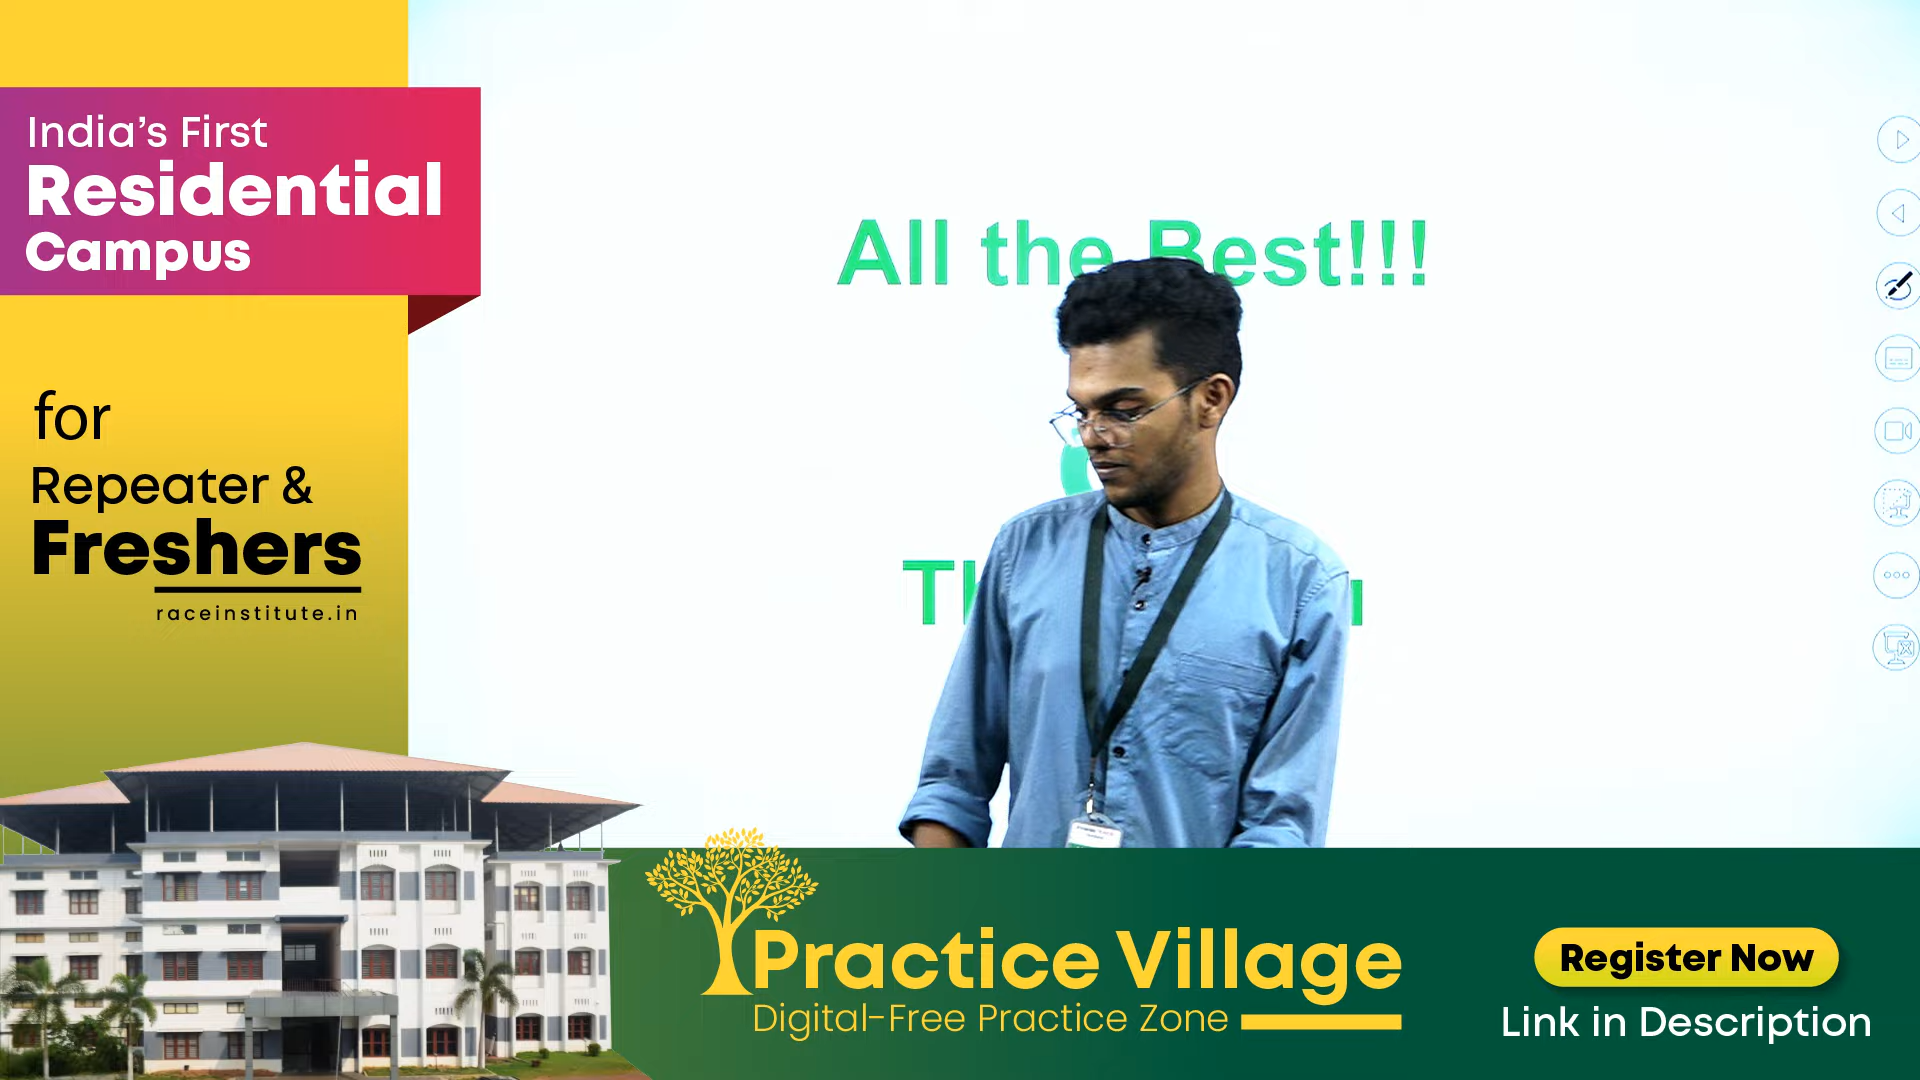 India's First
Residential
Campus
for
Repeater &
Freshers
raceinstitute.in
All the Best!!!
Practice Village
Digital-Free Practice Zone
Register Now
Link in Description